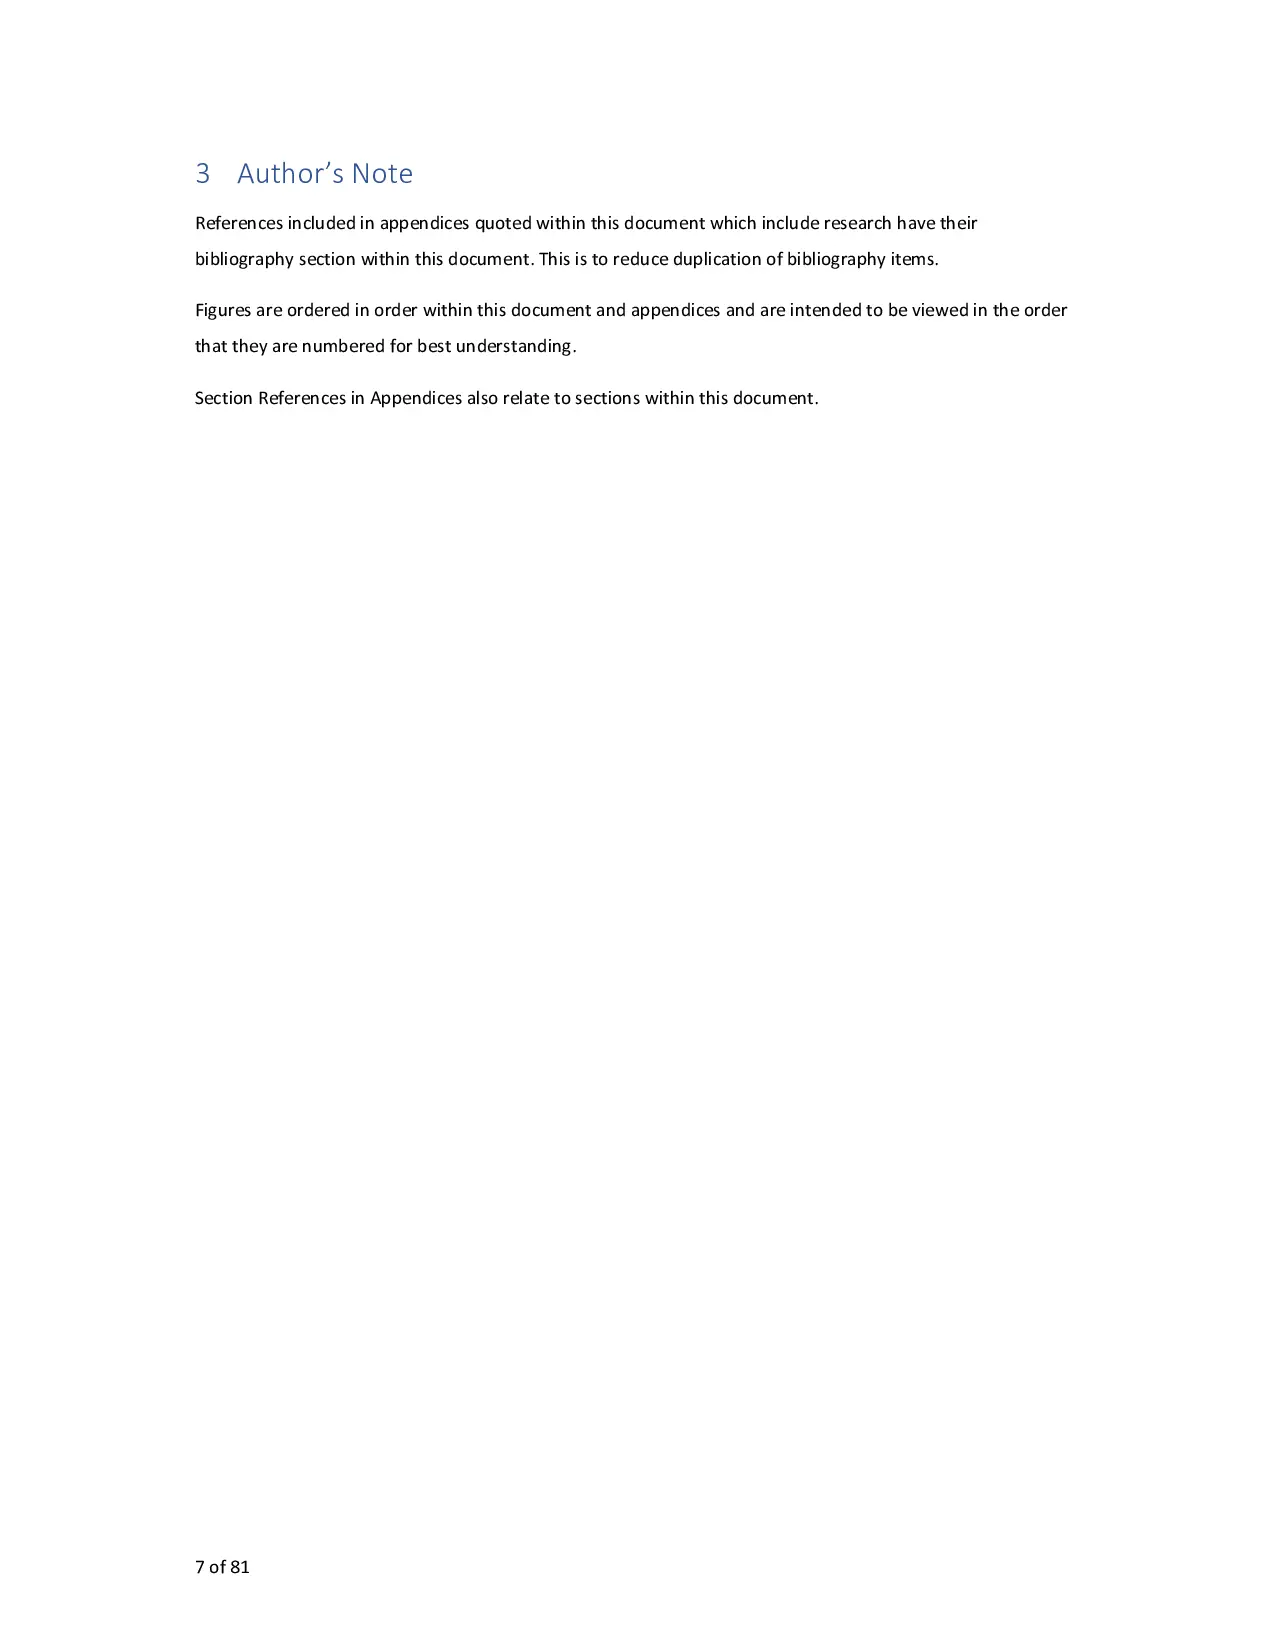 3 Author’s Note
References included in appendices quoted within this document which include research have their
bibliography section within this document. This is to reduce duplication of bibliography items.
Figures are ordered in order within this document and appendices and are intended to be viewed in the order
that they are numbered for best understanding.
Section References in Appendices also relate to sections within this document.
7 of 81